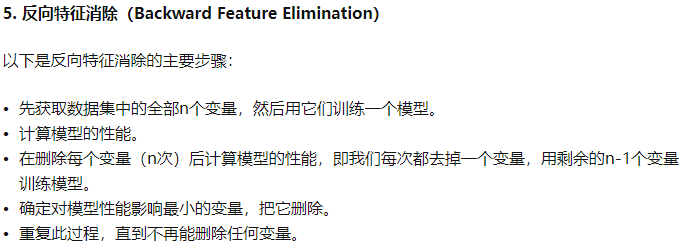 5. 反向特征消除（Backward Feature Elimination）
以下是反向特征消除的主要步骤：
• 先获取数据集中的全部n个变量，然后用它们训练一个模型。
• 计算模型的性能。
• 在删除每个变量（n次）后计算模型的性能，即我们每次都去掉一个变量，用剩余的n-1个变量
训练模型。
• 确定对模型性能影响最小的变量，把它删除。
• 重复此过程，直到不再能删除任何变量。